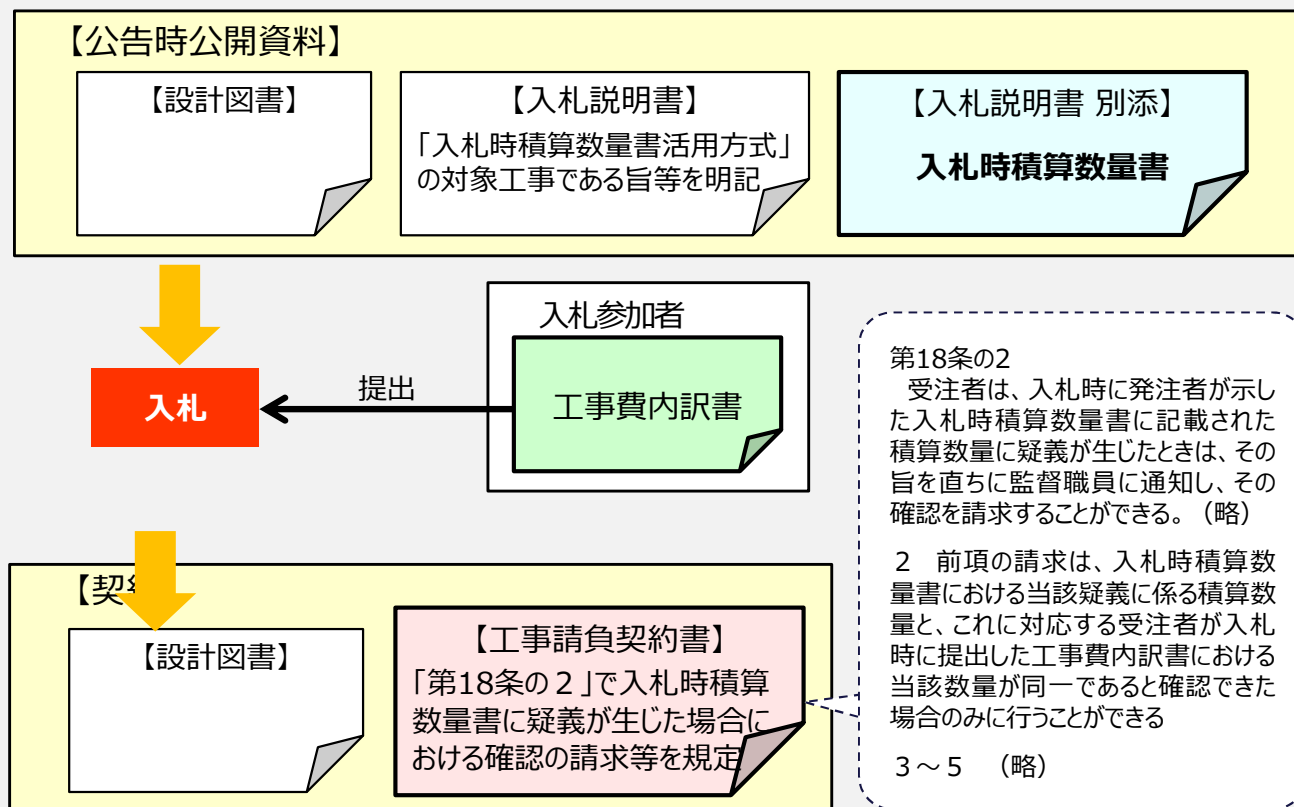 【公告時公開資料】
【設計図書】
【入札説明書】
「入札時積算数量書活用方式」
の対象工事である旨等を明記
【入札説明書 別添】
入札時積算数量書
入札参加者
工事費内訳書
提出
入札
【契
【設計図書】
【工事請負契約書】
「第18条の２」で入札時積算
数量書に疑義が生じた場合に
おける確認の請求等を規定
第18条の2
受注者は、入札時に発注者が示し
た入札時積算数量書に記載された
積算数量に疑義が生じたときは、その
旨を直ちに監督職員に通知し、その
確認を請求することができる。（略）
２　前項の請求は、入札時積算数
量書における当該疑義に係る積算数
量と、これに対応する受注者が入札
時に提出した工事費内訳書における
当該数量が同一であると確認できた
場合のみに行うことができる
３～５　（略）